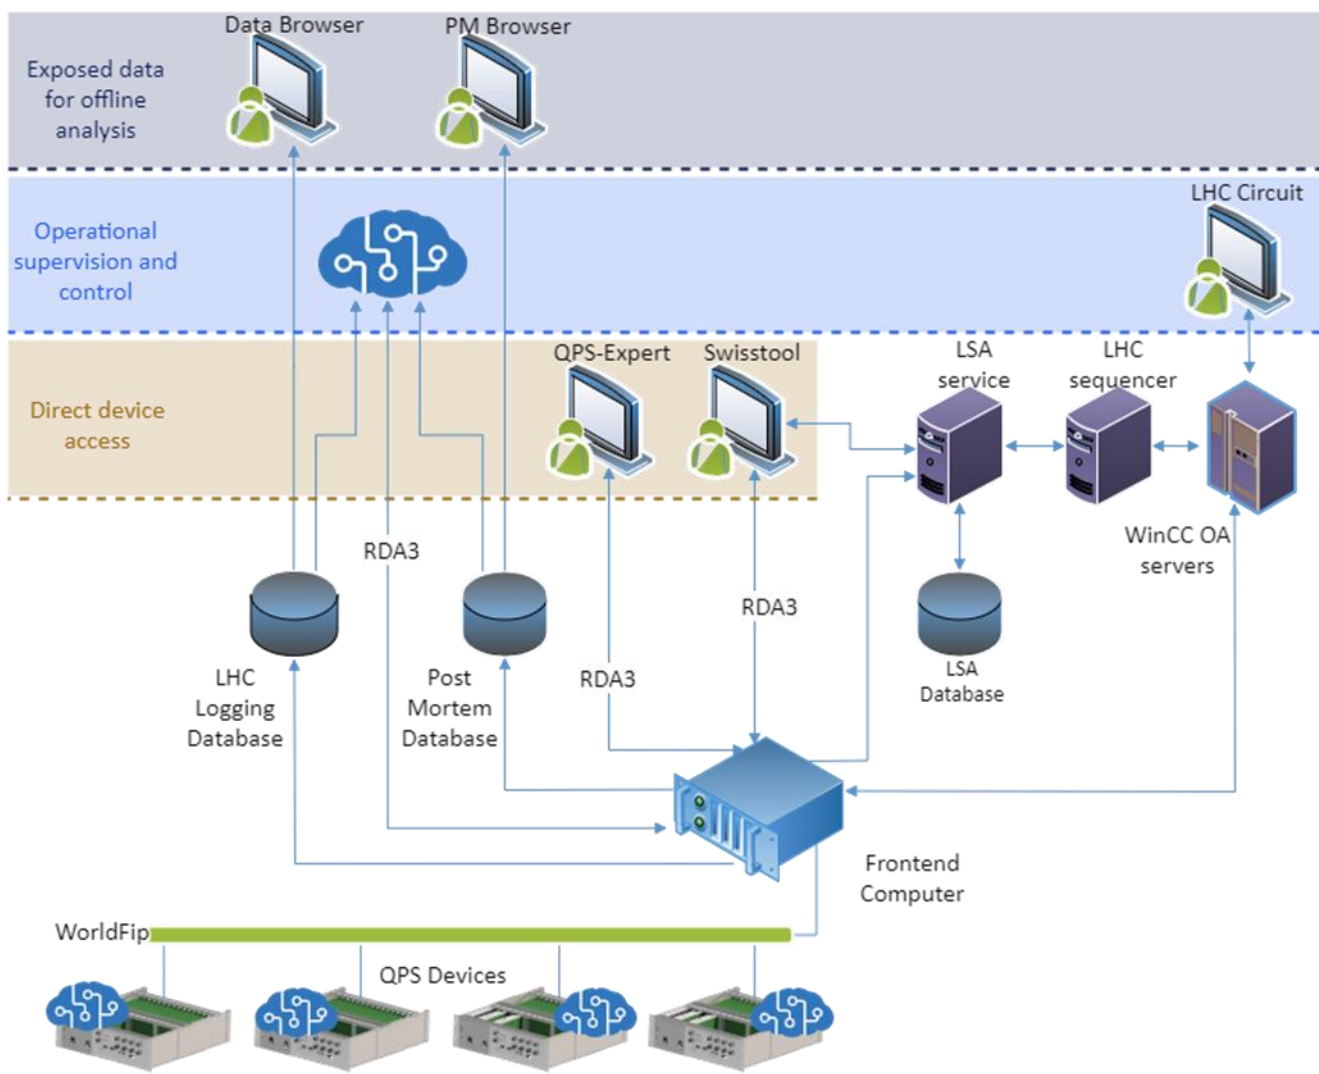 Data Browser
PM Browser
Exposed data
for offline
analysis
LHC Circuit
Operational
supervision and
control
QPS-Expert
Swisstool
LSA
service
LHC
sequencer
Direct device
access
WinCC OA
servers
RDA3
RDA3
RDA3
LHC
Logging
Database
Post
Mortem
Database
LSA
Database
Frontend
Computer
WorldFip
QPS Devices